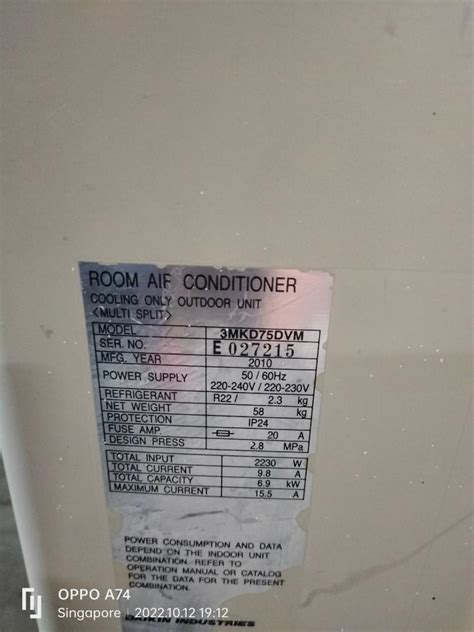 ROOM AIR CONDITIONER
COOLING ONLY OUTDOOR UNIT
<MULTI SPLIT>
MODEL 3MKD75DVM
SER. NO. E 027215
MFG. YEAR 2010
POWER SUPPLY 50 / 60Hz
220-240V / 220-230V
REFRIGERANT R22 / 2.3 kg
NET WEIGHT 58 kg
PROTECTION IP24
FUSE AMP. 20 A
DESIGN PRESS 2.8 MPa
TOTAL INPUT 2230 W
TOTAL CURRENT 9.8 A
TOTAL CAPACITY 6.9 kW
MAXIMUM CURRENT 15.5 A
POWER CONSUMPTION AND DATA
DEPEND ON THE INDOOR UNIT
COMBINATION. REFER TO
OPERATION MANUAL OR CATALOG
FOR THE DATA FOR THE PRESENT
COMBINATION.
DAIKIN INDUSTRIES
OPPO A74
Singapore | 2022.10.12 19:12